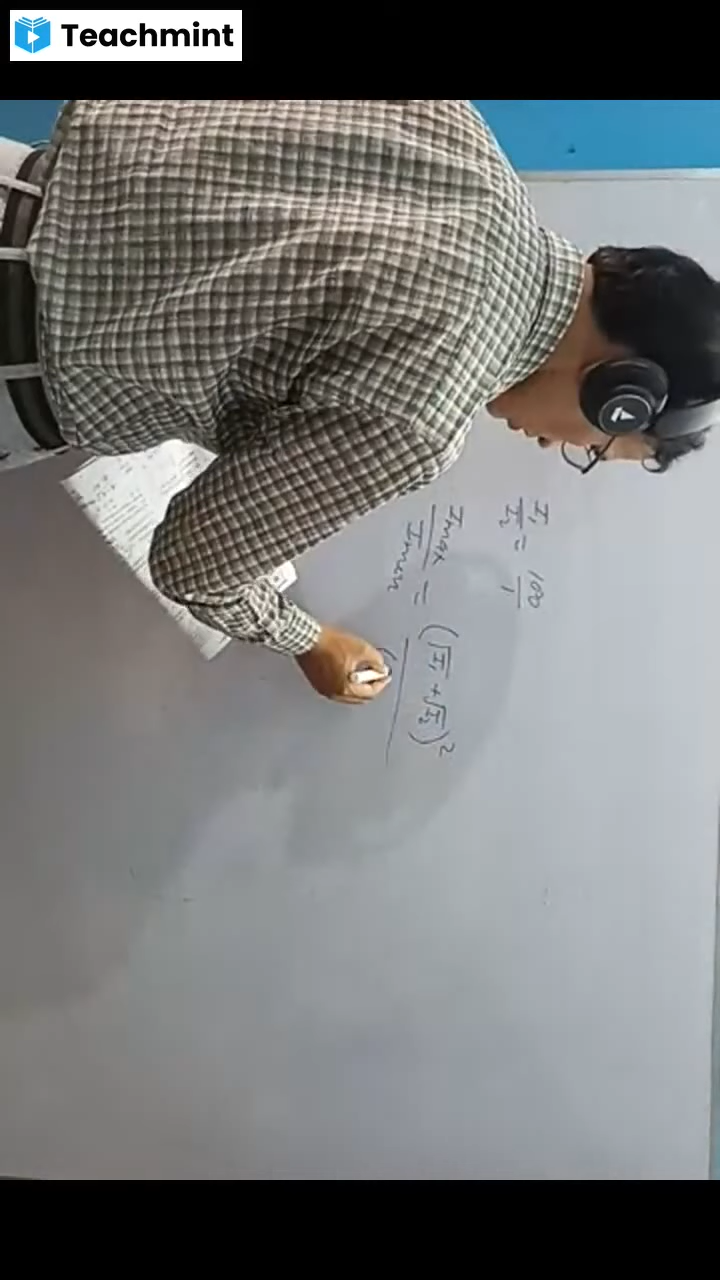 Teachmint
I₁/I₂ = 100/1
Imax/Imin = (√I₁ + √I₂)²/(